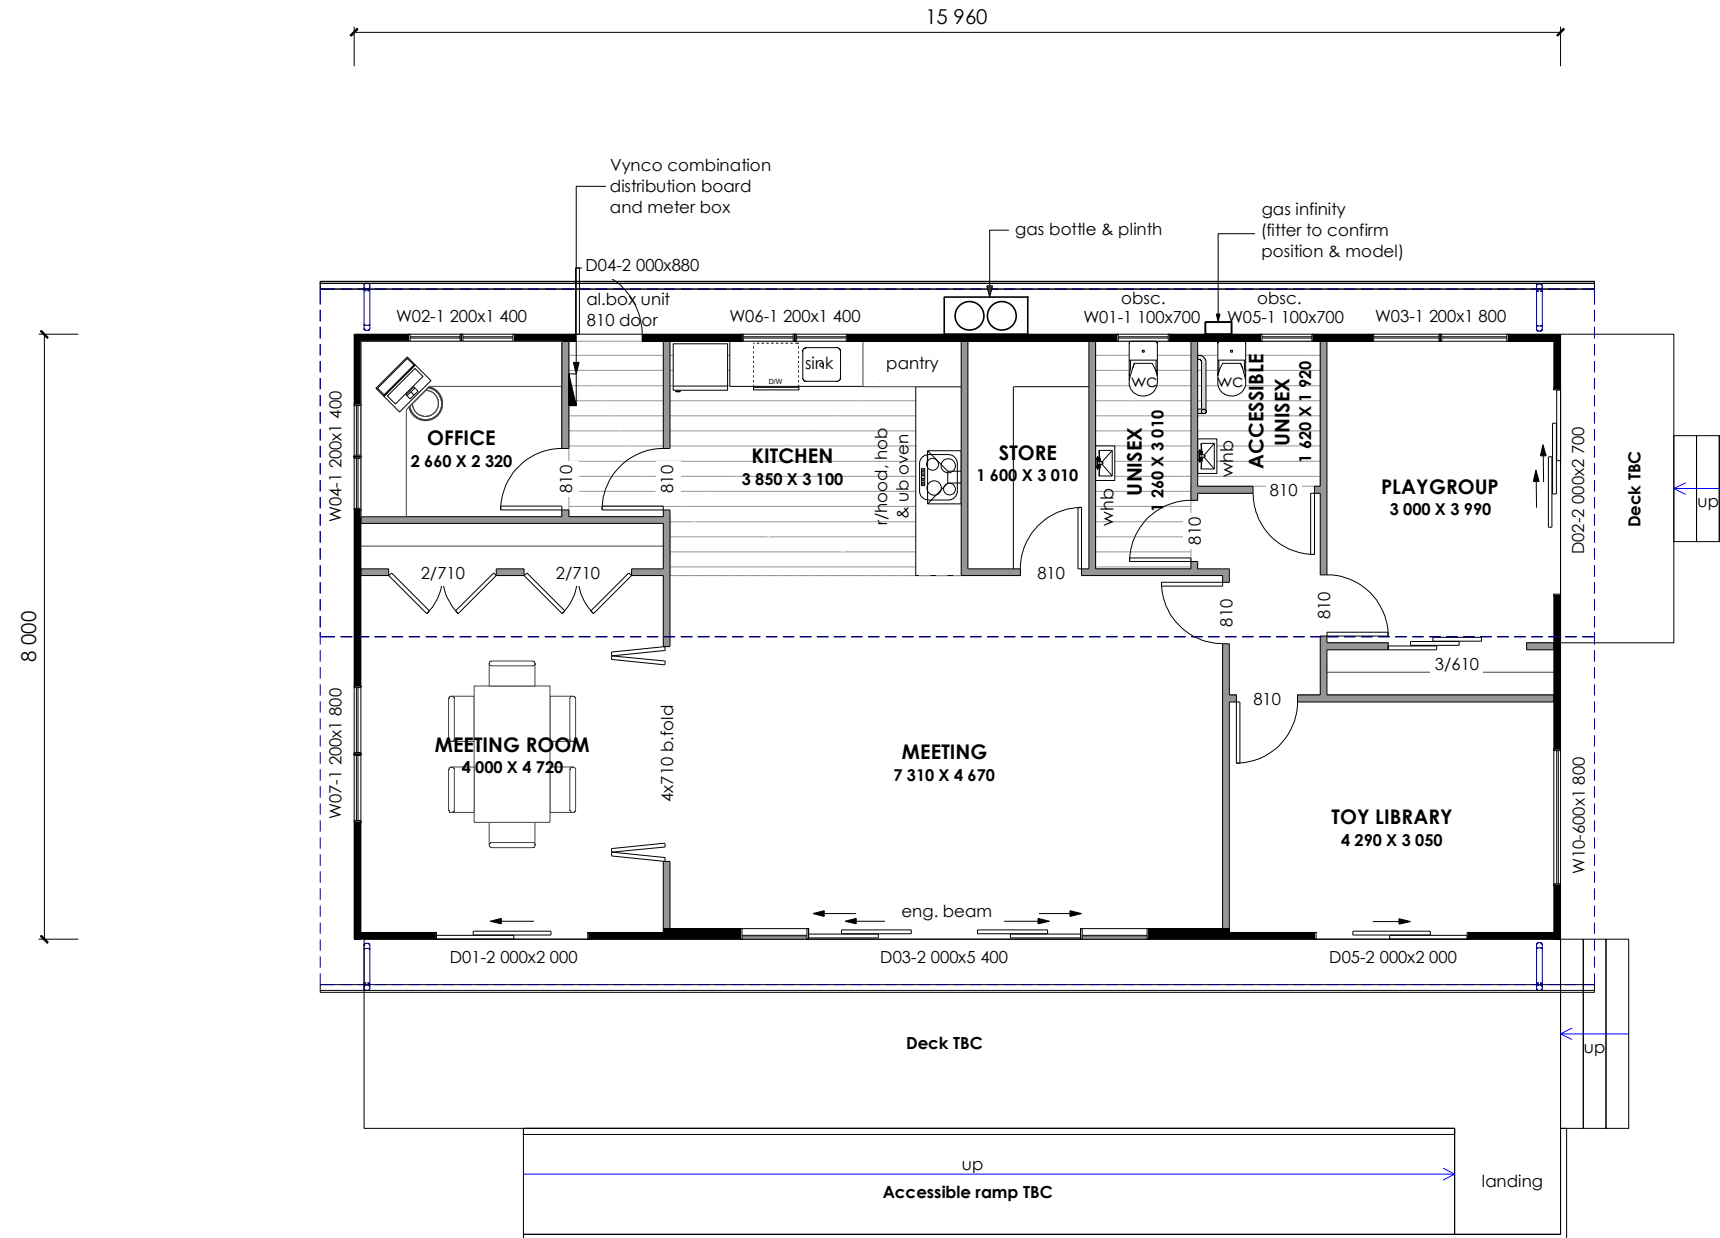 15 960
Vynco combination
distribution board
and meter box
gas bottle & plinth
gas infinity
(fitter to confirm
position & model)
D04-2 000x880
al.box unit
810 door
W02-1 200x1 400
W06-1 200x1 400
obsc.
W01-1 100x700
obsc.
W05-1 100x700
W03-1 200x1 800
8 000
W04-1 200x1 400
OFFICE
2 660 X 2 320
810
810
sink
D/W
pantry
KITCHEN
3 850 X 3 100
r/hood, hob
& ub oven
STORE
1 600 X 3 010
810
WC
UNISEX
1 260 X 3 010
whb
810
WC
ACCESSIBLE
UNISEX
1 620 X 1 920
whb
810
PLAYGROUP
3 000 X 3 990
D02-2 000x2 700
Deck TBC
up
2/710
2/710
810
810
3/610
810
W07-1 200x1 800
MEETING ROOM
4 000 X 4 720
4x710 b.fold
MEETING
7 310 X 4 670
TOY LIBRARY
4 290 X 3 050
W10-600x1 800
eng. beam
D01-2 000x2 000
D03-2 000x5 400
D05-2 000x2 000
Deck TBC
up
up
Accessible ramp TBC
landing